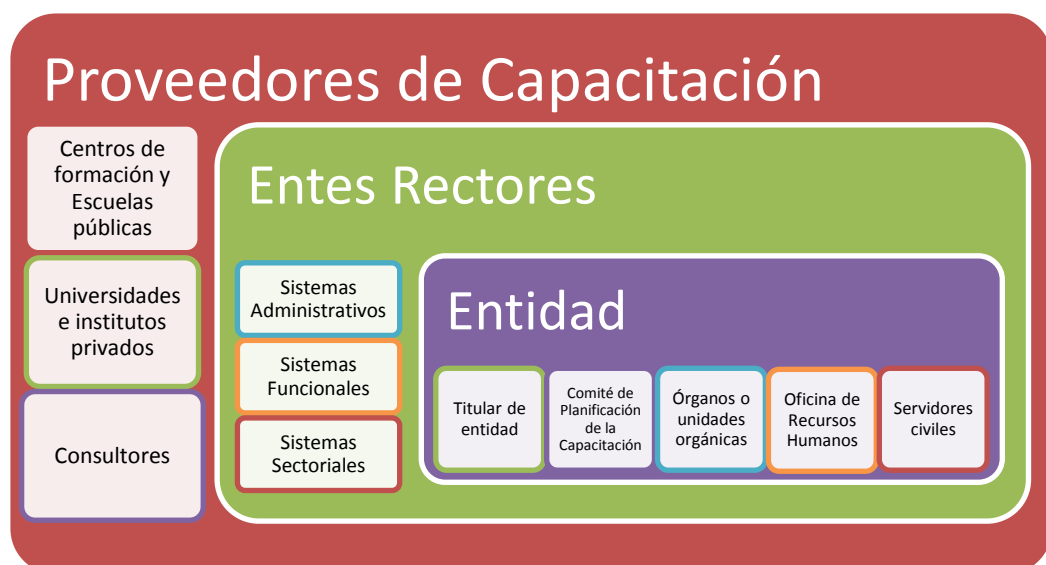 Proveedores de Capacitación
Centros de
formación y
Escuelas
públicas
Universidades
e institutos
privados
Consultores
Entes Rectores
Sistemas
Administrativos
Sistemas
Funcionales
Sistemas
Sectoriales
Entidad
Titular de
entidad
Comité de
Planificación
de la
Capacitación
Órganos o
unidades
orgánicas
Oficina de
Recursos
Humanos
Servidores
civiles